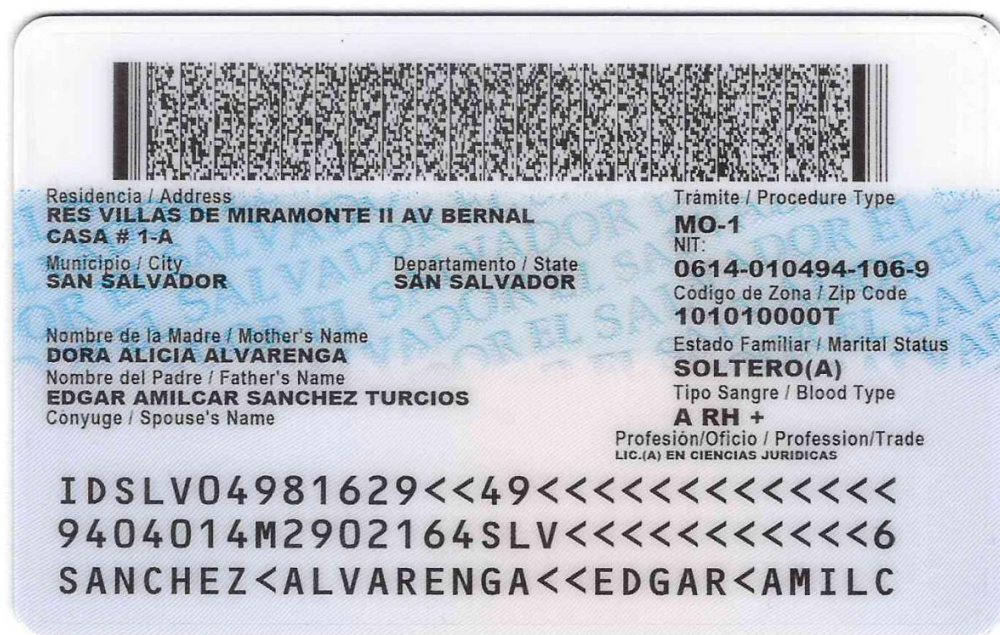 Residencia / Address
RES VILLAS DE MIRAMONTE II AV BERNAL
CASA # 1-A
Municipio / City
SAN SALVADOR
Departamento / State
SAN SALVADOR
Nombre de la Madre / Mother's Name
DORA ALICIA ALVARENGA
Nombre del Padre / Father's Name
EDGAR AMILCAR SANCHEZ TURCIOS
Conyuge / Spouse's Name
Trámite / Procedure Type
MO-1
NIT:
0614-010494-106-9
Código de Zona / Zip Code
101010000T
Estado Familiar / Marital Status
SOLTERO(A)
Tipo Sangre / Blood Type
A RH +
Profesión/Oficio / Profession/Trade
LIC.(A) EN CIENCIAS JURIDICAS
IDSLV04981629<<49<<<<<<<<<<<<<<
9404014M2902164SLV<<<<<<<<<<<6
SANCHEZ<ALVARENGA<<EDGAR<AMILC